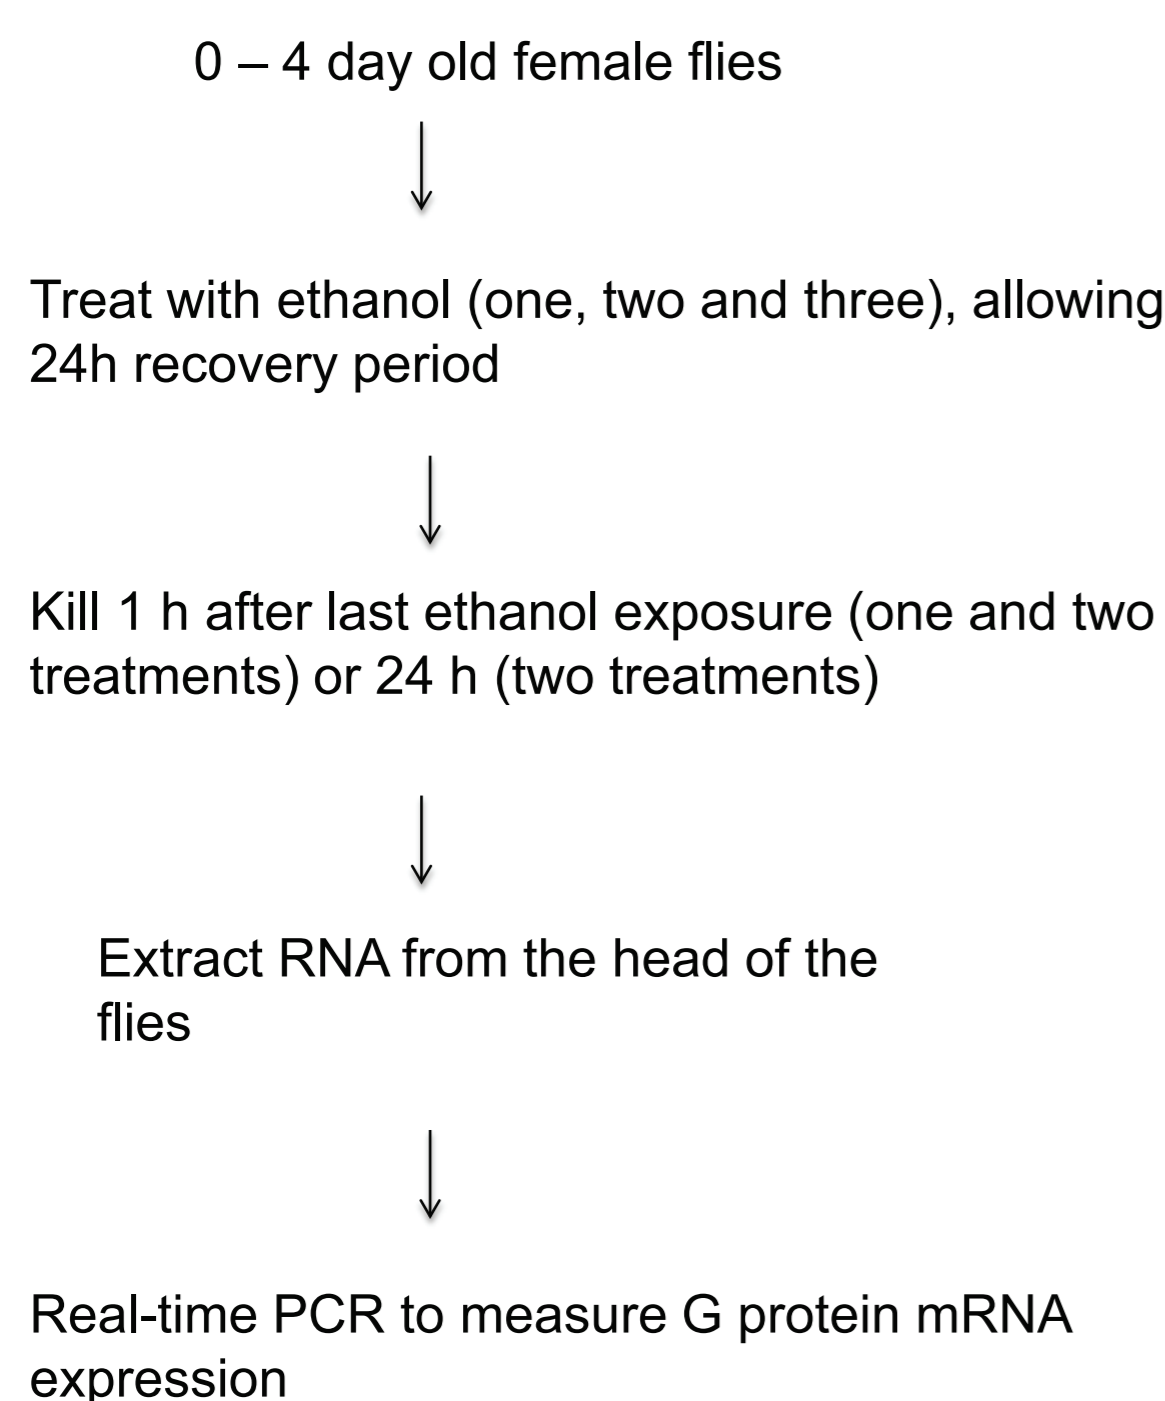 0 – 4 day old female flies
Treat with ethanol (one, two and three), allowing
24h recovery period
Kill 1 h after last ethanol exposure (one and two
treatments) or 24 h (two treatments)
Extract RNA from the head of the
flies
Real-time PCR to measure G protein mRNA
expression